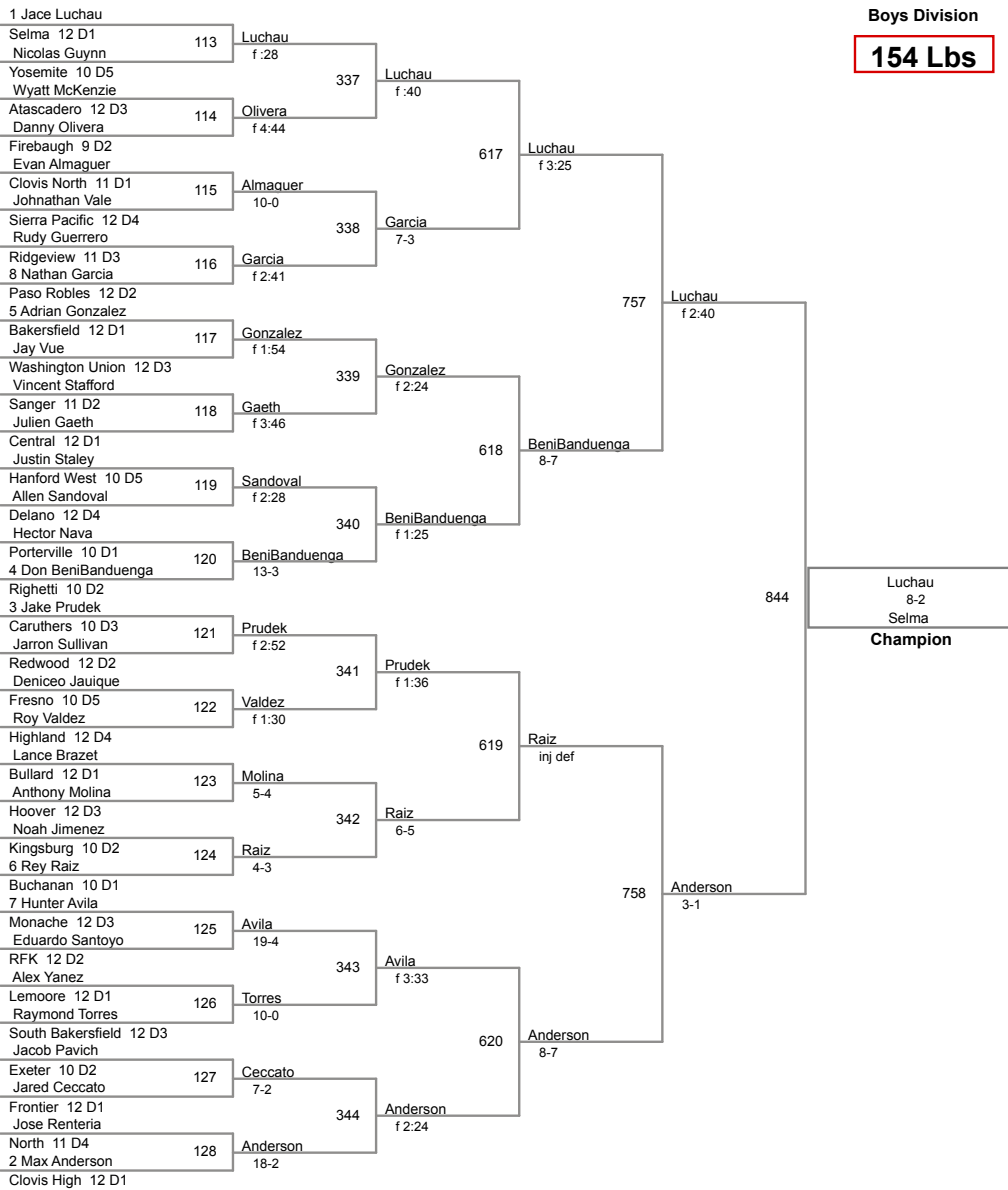 Boys Division
154 Lbs
1 Jace Luchau
Selma 12 D1
Nicolas Guynn
Yosemite 10 D5
Wyatt McKenzie
Atascadero 12 D3
Danny Olivera
Firebaugh 9 D2
Evan Almaguer
Clovis North 11 D1
Johnathan Vale
Sierra Pacific 12 D4
Rudy Guerrero
Ridgeview 11 D3
8 Nathan Garcia
Paso Robles 12 D2
5 Adrian Gonzalez
Bakersfield 12 D1
Jay Vue
Washington Union 12 D3
Vincent Stafford
Sanger 11 D2
Julien Gaeth
Central 12 D1
Justin Staley
Hanford West 10 D5
Allen Sandoval
Delano 12 D4
Hector Nava
Porterville 10 D1
4 Don BeniBanduenga
Righetti 10 D2
3 Jake Prudek
Caruthers 10 D3
Jarron Sullivan
Redwood 12 D2
Deniceo Jauique
Fresno 10 D5
Roy Valdez
Highland 12 D4
Lance Brazet
Bullard 12 D1
Anthony Molina
Hoover 12 D3
Noah Jimenez
Kingsburg 10 D2
6 Rey Raiz
Buchanan 10 D1
7 Hunter Avila
Monache 12 D3
Eduardo Santoyo
RFK 12 D2
Alex Yanez
Lemoore 12 D1
Raymond Torres
South Bakersfield 12 D3
Jacob Pavich
Exeter 10 D2
Jared Ceccato
Frontier 12 D1
Jose Renteria
North 11 D4
2 Max Anderson
Clovis High 12 D1
113
114
115
116
117
118
119
120
121
122
123
124
125
126
127
128
Luchau
f :28
Olivera
f 4:44
Almaguer
10-0
Garcia
f 2:41
Gonzalez
f 1:54
Gaeth
f 3:46
Sandoval
f 2:28
BeniBanduenga
13-3
Prudek
f 2:52
Valdez
f 1:30
Molina
5-4
Raiz
4-3
Avila
19-4
Torres
10-0
Ceccato
7-2
Anderson
18-2
337
338
339
340
341
342
343
344
Luchau
f :40
Garcia
7-3
Gonzalez
f 2:24
BeniBanduenga
f 1:25
Prudek
f 1:36
Raiz
6-5
Avila
f 3:33
Anderson
f 2:24
617
618
619
620
Luchau
f 3:25
BeniBanduenga
8-7
Raiz
inj def
Anderson
8-7
757
758
Luchau
f 2:40
Anderson
3-1
844
Luchau
8-2
Selma
Champion